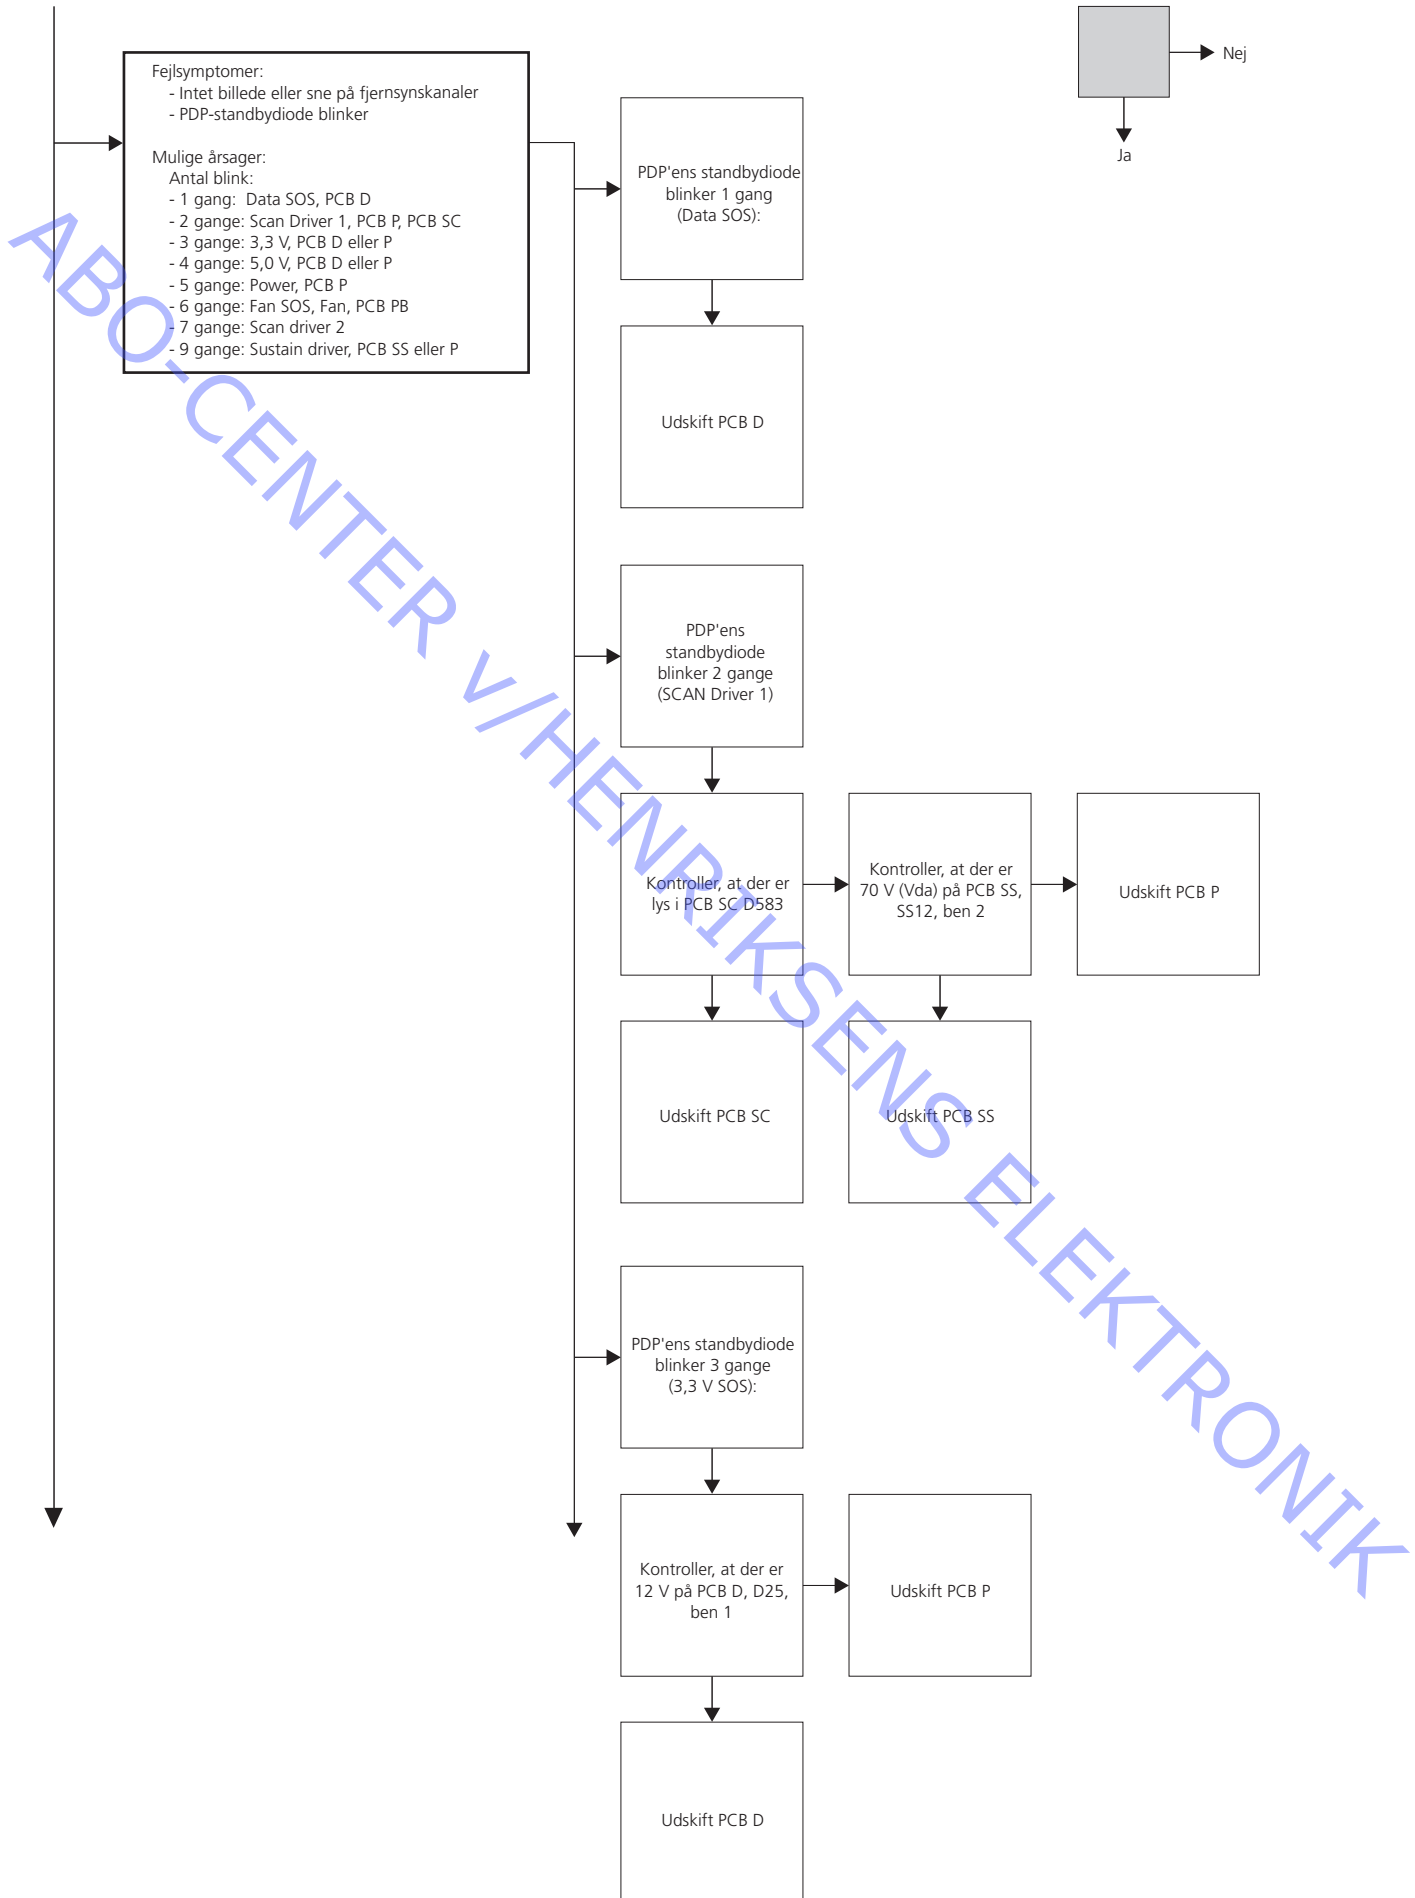 Nej
Ja
Fejlsymptomer:
- Intet billede eller sne på fjernsynskanaler
- PDP-standbydiode blinker
Mulige årsager:
Antal blink:
- 1 gang:  Data SOS, PCB D
- 2 gange: Scan Driver 1, PCB P, PCB SC
- 3 gange: 3,3 V, PCB D eller P
- 4 gange: 5,0 V, PCB D eller P
- 5 gange: Power, PCB P
- 6 gange: Fan SOS, Fan, PCB PB
- 7 gange: Scan driver 2
- 9 gange: Sustain driver, PCB SS eller P
PDP'ens standbydiode
blinker 1 gang
(Data SOS):
Udskift PCB D
PDP'ens
standbydiode
blinker 2 gange
(SCAN Driver 1)
Kontroller, at der er
lys i PCB SC D583
Kontroller, at der er
70 V (Vda) på PCB SS,
SS12, ben 2
Udskift PCB P
Udskift PCB SC
Udskift PCB SS
PDP'ens standbydiode
blinker 3 gange
(3,3 V SOS):
Kontroller, at der er
12 V på PCB D, D25,
ben 1
Udskift PCB P
Udskift PCB D
ABO-CENTER v/HENRIKSENS ELEKTRONIK